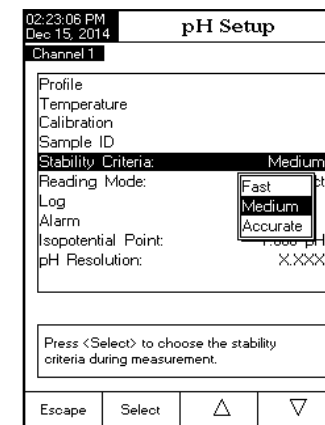 02:23:06 PM
Dec 15, 2014
pH Setup
Channel 1
Profile
Temperature
Calibration
Sample ID
Stability Criteria: Medium
Reading Mode:
Fast
Log
Medium
Alarm
Accurate
Isopotential Point: pH
pH Resolution: X.XXX
Press <Select> to choose the stability
criteria during measurement.
Escape Select